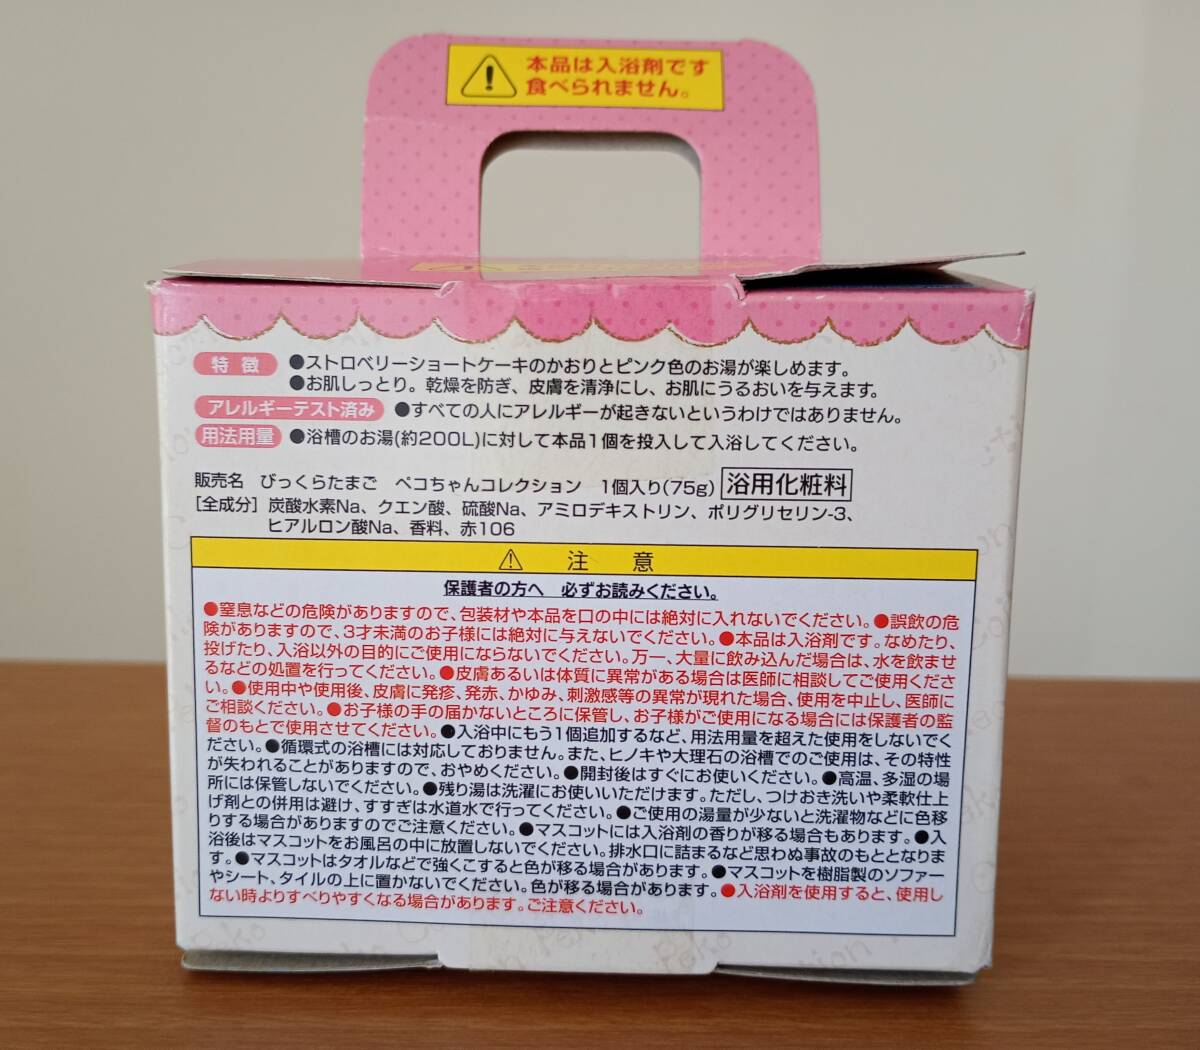 本品は入浴剤です
食べられません。
特徴 ●ストロベリーショートケーキのかおりとピンク色のお湯が楽しめます。
●お肌しっとり。乾燥を防ぎ、皮膚を清浄にし、お肌にうるおいを与えます。
アレルギーテスト済み ●すべての人にアレルギーが起きないというわけではありません。
用法用量 ●浴槽のお湯(約200L)に対して本品1個を投入して入浴してください。
販売名 びっくらたまご ペコちゃんコレクション 1個入り(75g) 浴用化粧料
[全成分] 炭酸水素Na、クエン酸、硫酸Na、アミロデキストリン、ポリグリセリン-3、
ヒアルロン酸Na、香料、赤106
注意
保護者の方へ 必ずお読みください。
●窒息などの危険がありますので、包装材や本品を口の中には絶対に入れないでください。●誤飲の危
険がありますので、3才未満のお子様には絶対に与えないでください。●本品は入浴剤です。なめたり、
投げたり、入浴以外の目的にご使用にならないでください。万一、大量に飲み込んだ場合は、水を飲ませ
るなどの処置を行ってください。●皮膚あるいは体質に異常がある場合は医師に相談してご使用くださ
い。●使用中や使用後、皮膚に発疹、発赤、かゆみ、刺激感等の異常が現れた場合、使用を中止し、医師に
ご相談ください。●お子様の手の届かないところに保管し、お子様がご使用になる場合には保護者の監
督のもとで使用させてください。●入浴中にもう1個追加するなど、用法用量を超えた使用をしないでく
ださい。●循環式の浴槽には対応しておりません。また、ヒノキや大理石の浴槽でのご使用は、その特性
が失われることがありますので、おやめください。●開封後はすぐにお使いください。●高温、多湿の場
所には保管しないでください。●残り湯は洗濯にお使いいただけます。ただし、つけおき洗いや柔軟仕上
げ剤との併用は避け、すすぎは水道水で行ってください。●ご使用の湯量が少ないと洗濯物などに色移
りする場合がありますのでご注意ください。●マスコットには入浴剤の香りが移る場合もあります。●入
浴後はマスコットをお風呂の中に放置しないでください。排水口に詰まるなど思わぬ事故のもととなりま
す。●マスコットはタオルなどで強くこすると色が移る場合があります。●マスコットを樹脂製のソファー
やシート、タイルの上に置かないでください。色が移る場合があります。●入浴剤を使用すると、使用し
ない時よりすべりやすくなる場合があります。ご注意ください。